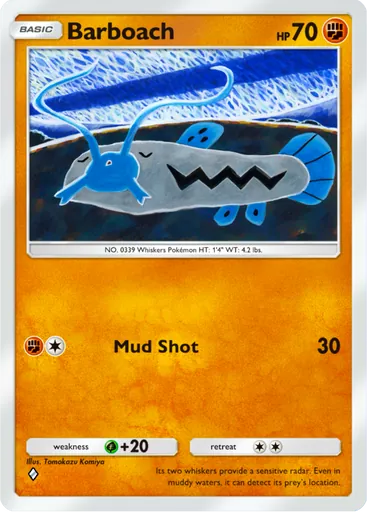 BASIC
Barboach
HP 70
NO. 0339 Whiskers Pokémon HT: 1'4" WT: 4.2 lbs.
Mud Shot 30
weakness +20 retreat
Illus. Tomokazu Komiya
Its two whiskers provide a sensitive radar. Even in
muddy waters, it can detect its prey's location.